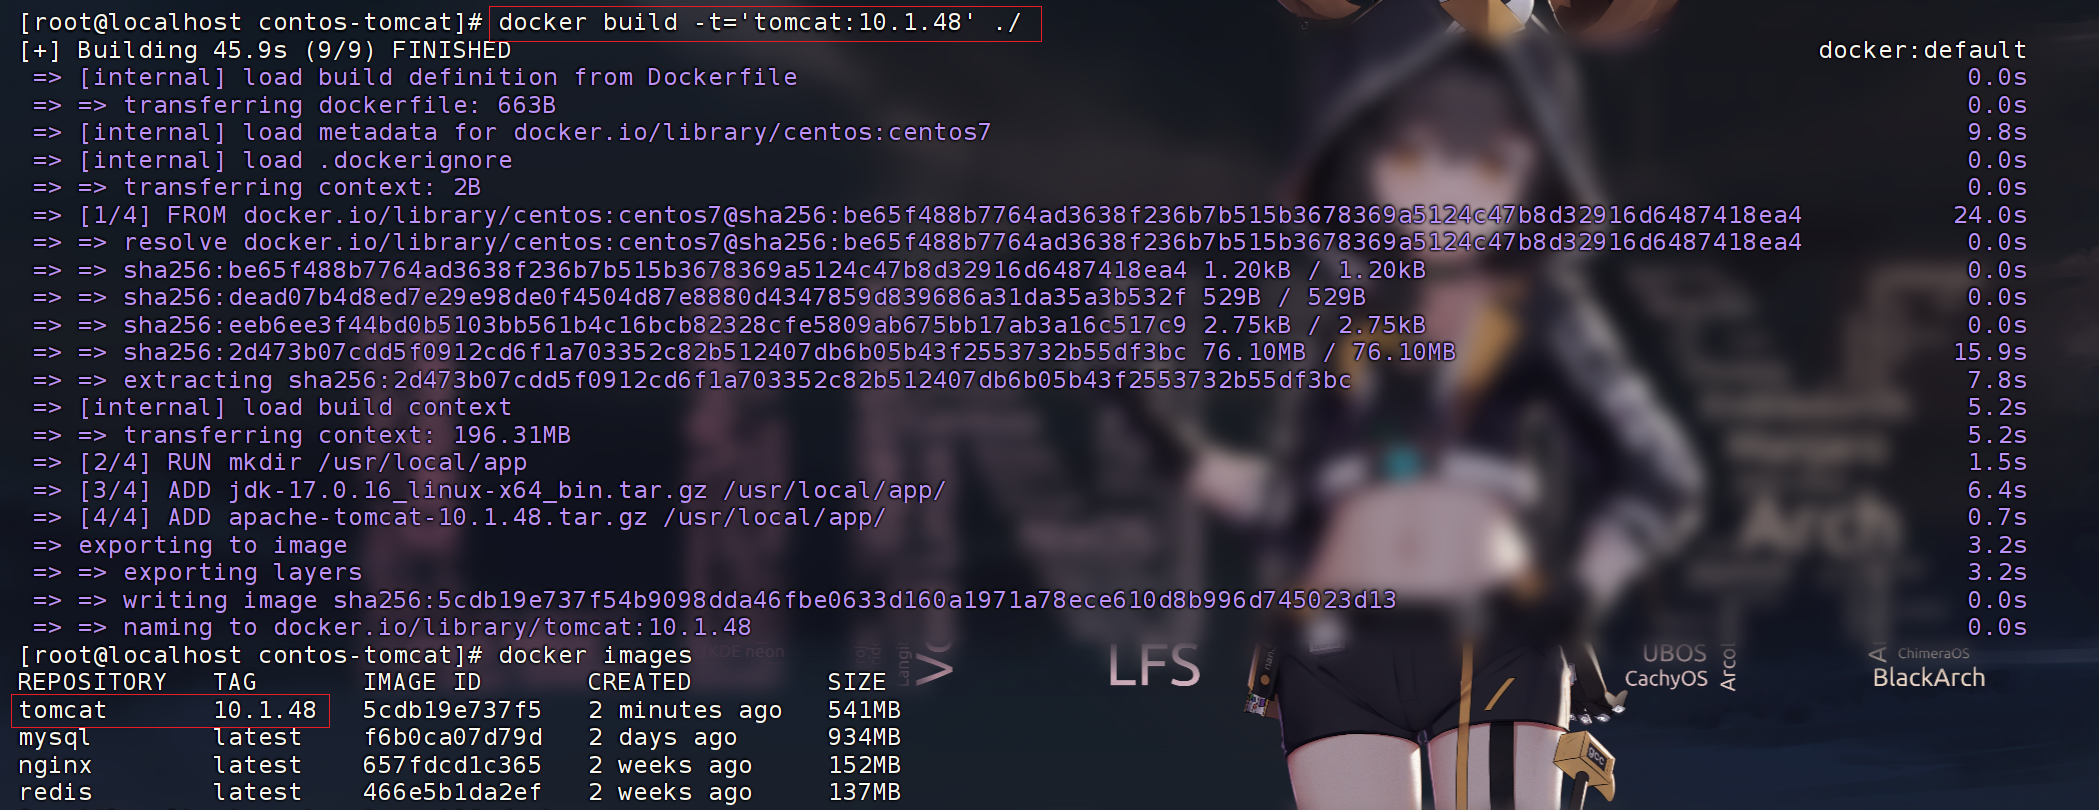 [root@localhost contos-tomcat]# docker build -t='tomcat:10.1.48' ./
[+] Building 45.9s (9/9) FINISHED docker:default
=> [internal] load build definition from Dockerfile 0.0s
=> => transferring dockerfile: 663B 0.0s
=> [internal] load metadata for docker.io/library/centos:centos7 9.8s
=> [internal] load .dockerignore 0.0s
=> => transferring context: 2B 0.0s
=> [1/4] FROM docker.io/library/centos:centos7@sha256:be65f488b7764ad3638f236b7b515b3678369a5124c47b8d32916d6487418ea4 24.0s
=> => resolve docker.io/library/centos:centos7@sha256:be65f488b7764ad3638f236b7b515b3678369a5124c47b8d32916d6487418ea4 0.0s
=> => sha256:be65f488b7764ad3638f236b7b515b3678369a5124c47b8d32916d6487418ea4 1.20kB / 1.20kB 0.0s
=> => sha256:dead07b4d8ed7e29e98de0f4504d87e8880d4347859d839686a31da35a3b532f 529B / 529B 0.0s
=> => sha256:eeb6ee3f44bd0b5103bb561b4c16bcb82328cfe5809ab675bb17ab3a16c517c9 2.75kB / 2.75kB 0.0s
=> => sha256:2d473b07cdd5f0912cd6f1a703352c82b512407db6b05b43f2553732b55df3bc 76.10MB / 76.10MB 15.9s
=> => extracting sha256:2d473b07cdd5f0912cd6f1a703352c82b512407db6b05b43f2553732b55df3bc 7.8s
=> [internal] load build context 5.2s
=> => transferring context: 196.31MB 5.2s
=> [2/4] RUN mkdir /usr/local/app 1.5s
=> [3/4] ADD jdk-17.0.16_linux-x64_bin.tar.gz /usr/local/app/ 6.4s
=> [4/4] ADD apache-tomcat-10.1.48.tar.gz /usr/local/app/ 0.7s
=> exporting to image 3.2s
=> => exporting layers 3.2s
=> => writing image sha256:5cdb19e737f54b9098dda46fbe0633d160a1971a78ece610d8b996d745023d13 0.0s
=> => naming to docker.io/library/tomcat:10.1.48 0.0s
[root@localhost contos-tomcat]# docker images
REPOSITORY TAG IMAGE ID CREATED SIZE
tomcat 10.1.48 5cdb19e737f5 2 minutes ago 541MB
mysql latest f6b0ca07d79d 2 days ago 934MB
nginx latest 657fdcd1c365 2 weeks ago 152MB
redis latest 466e5b1da2ef 2 weeks ago 137MB
Arch
KDE neon
LFS
UBOS
CachyOS
Arcol
ChimeraOS
BlackArch
gcc